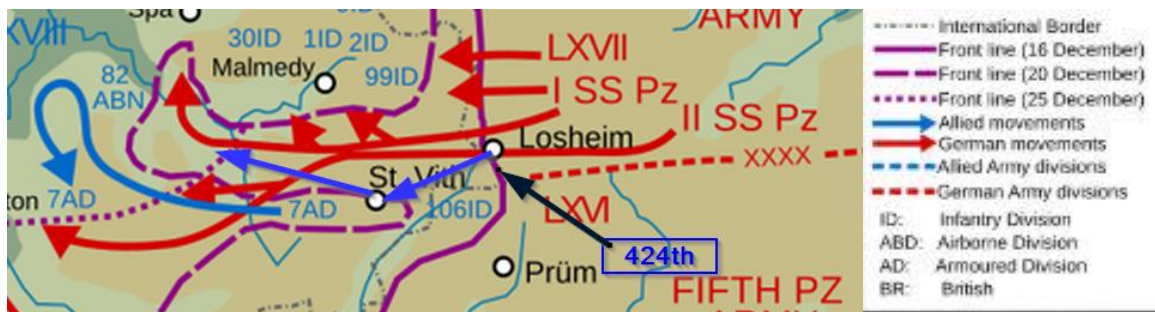 Spa
ARMY
XVIII
30ID
1ID
2ID
LXVII
Malmedy
99ID
82
ABN
I SS Pz
II SS Pz
Losheim
XXXX
St. Vith
ton
7AD
7AD
106ID
LXVI
424th
Prüm
FIFTH PZ
ARMY
International Border
Front line (16 December)
Front line (20 December)
Front line (25 December)
Allied movements
German movements
Allied Army divisions
German Army divisions
ID: Infantry Division
ABD: Airborne Division
AD: Armoured Division
BR: British